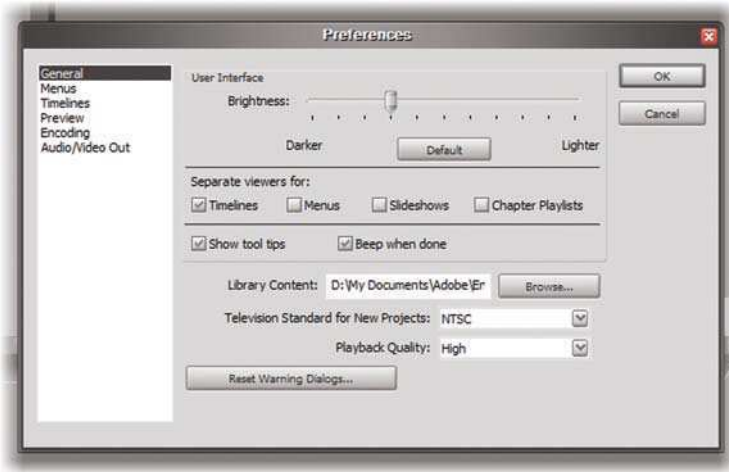 Preferences
General
Menus
Timelines
Preview
Encoding
Audio/Video Out
User Interface
Brightness:
Darker Default Lighter
Separate viewers for:
Timelines Menus Slideshows Chapter Playlists
Show tool tips Beep when done
Library Content: D:\My Documents\Adobe\Er Browse...
Television Standard for New Projects: NTSC
Playback Quality: High
Reset Warning Dialogs...
OK
Cancel